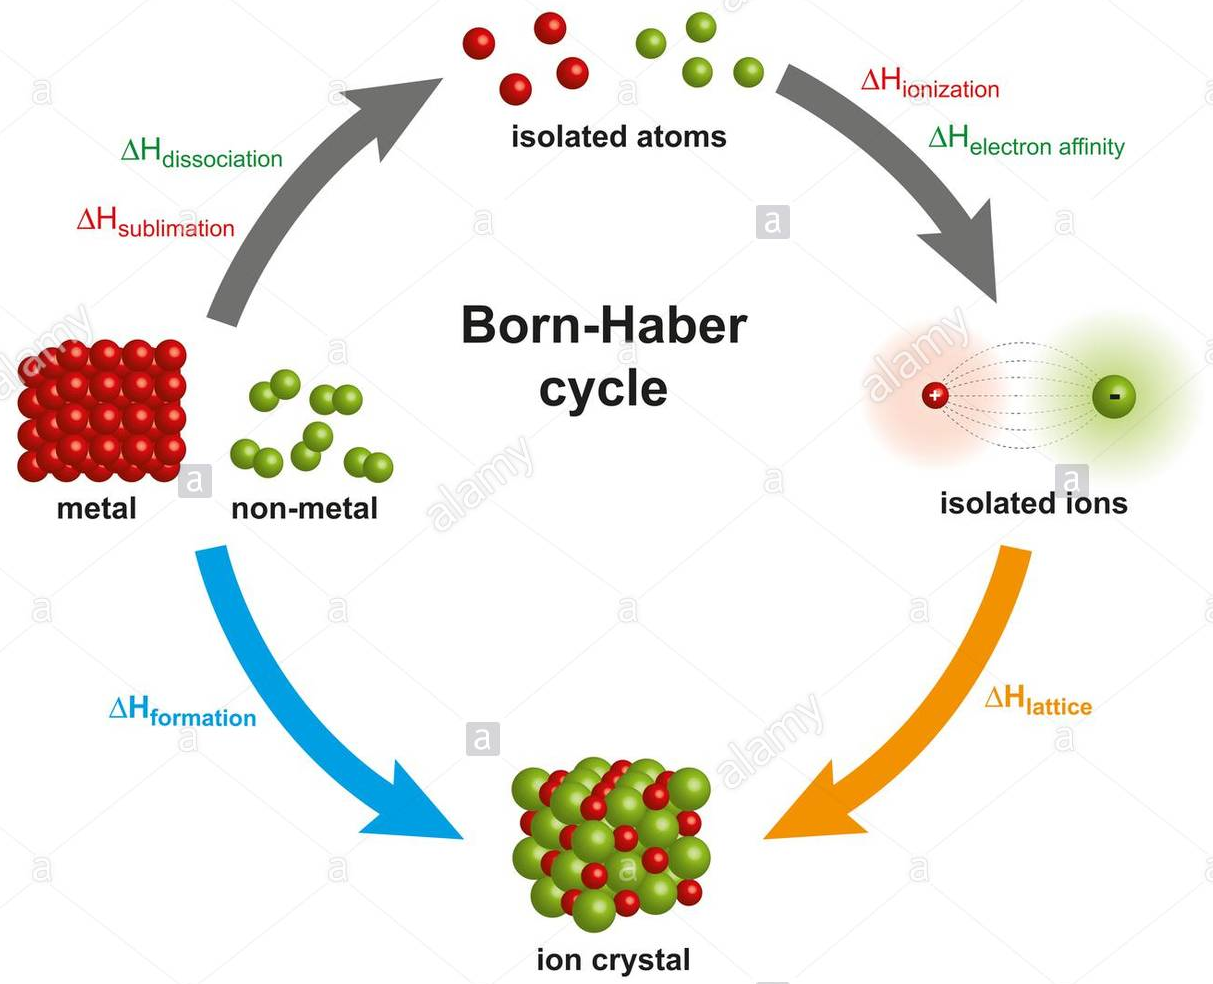 isolated atoms
ΔHionization
ΔHelectron affinity
ΔHdissociation
ΔHsublimation
Born-Haber
cycle
metal
non-metal
isolated ions
ΔHformation
ΔHlattice
ion crystal
+
-
a
alamy